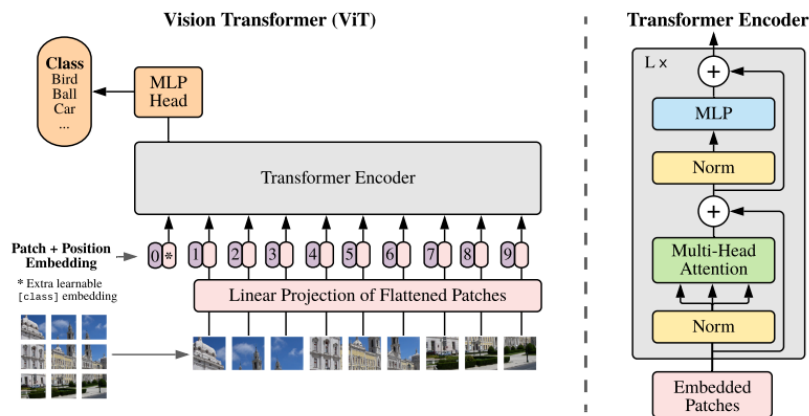 Vision Transformer (ViT)
Class
Bird
Ball
Car
...
MLP
Head
Transformer Encoder
Patch + Position
Embedding
0 * 1 2 3 4 5 6 7 8 9
* Extra learnable
[class] embedding
Linear Projection of Flattened Patches
Transformer Encoder
L ×
+
MLP
Norm
+
Multi-Head
Attention
Norm
Embedded
Patches